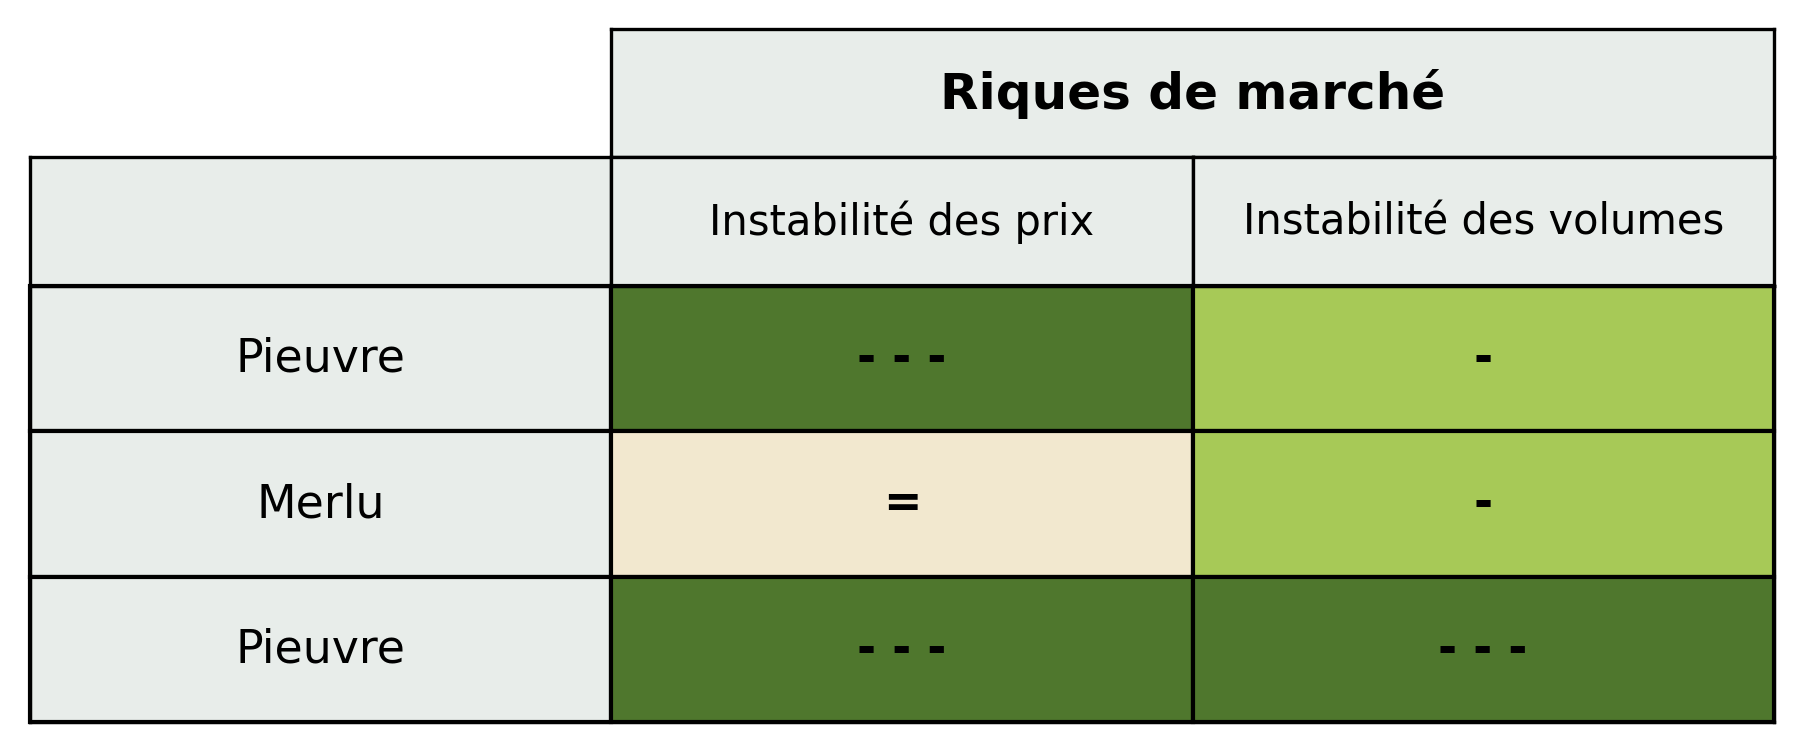 Riques de marché
Instabilité des prix Instabilité des volumes
Pieuvre - - - -
Merlu = -
Pieuvre - - - - - -